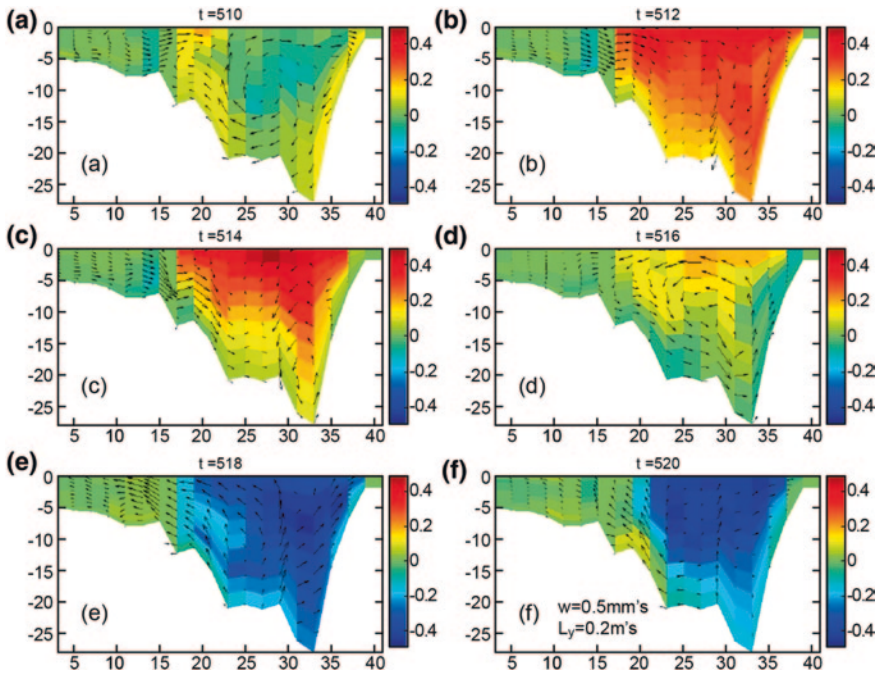 (a) t =510 (b) t =512
0 0.4 0 0.4
-5 0.2 -5 0.2
-10 0 -10 0
-15 -15
-20 -0.2 -20 -0.2
-25 (a) -0.4 -25 (b) -0.4
5 10 15 20 25 30 35 40 5 10 15 20 25 30 35 40
(c) t =514 (d) t =516
0 0.4 0 0.4
-5 0.2 -5 0.2
-10 0 -10 0
-15 -15
-20 -0.2 -20 -0.2
-25 (c) -0.4 -25 (d) -0.4
5 10 15 20 25 30 35 40 5 10 15 20 25 30 35 40
(e) t =518 (f) t =520
0 0.4 0 0.4
-5 0.2 -5 0.2
-10 0 -10 0
-15 -15
-20 -0.2 -20 w=0.5mm's -0.2
-25 (e) -0.4 -25 (f) Ly=0.2m's -0.4
5 10 15 20 25 30 35 40 5 10 15 20 25 30 35 40